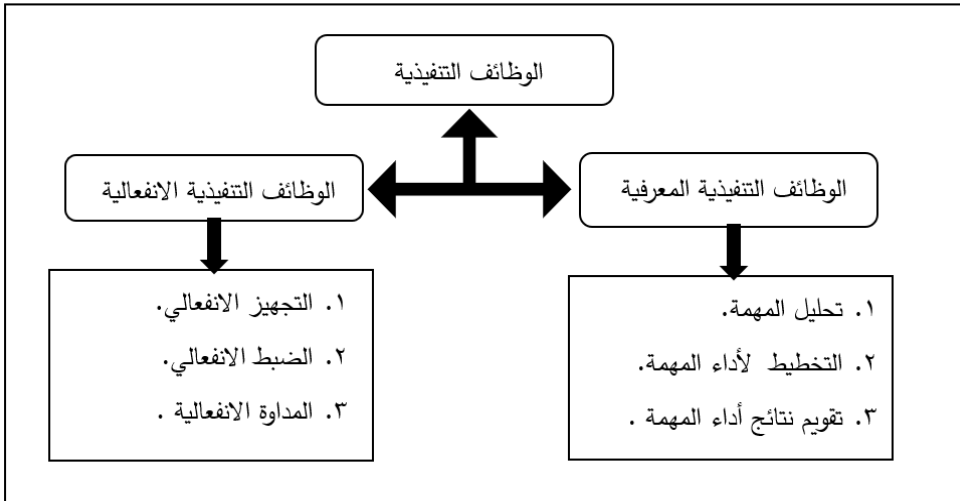 الوظائف التنفيذية
الوظائف التنفيذية المعرفية
١. تحليل المهمة.
٢. التخطيط لأداء المهمة.
٣. تقويم نتائج أداء المهمة .
الوظائف التنفيذية الانفعالية
١. التجهيز الانفعالي.
٢. الضبط الانفعالي.
٣. المداوة الانفعالية .